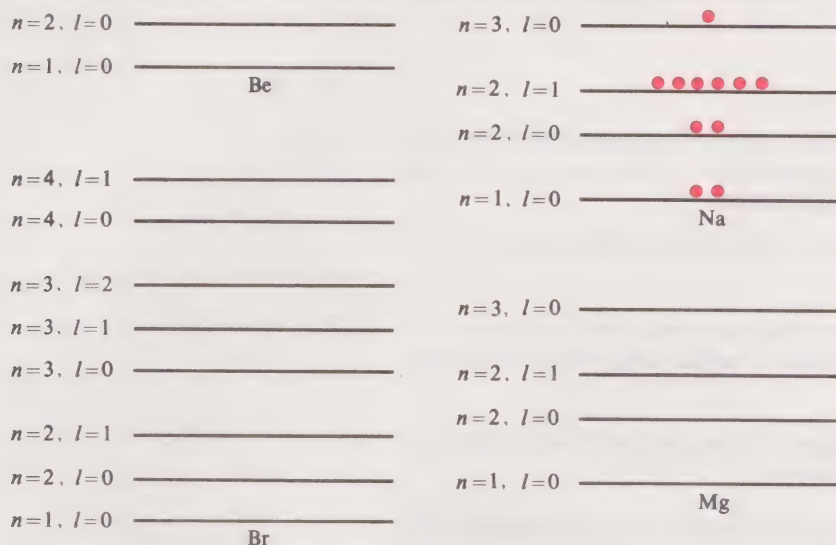 n=2, l=0
n=1, l=0
Be
n=4, l=1
n=4, l=0
n=3, l=2
n=3, l=1
n=3, l=0
n=2, l=1
n=2, l=0
n=1, l=0
Br
n=3, l=0
n=2, l=1
n=2, l=0
n=1, l=0
Na
n=3, l=0
n=2, l=1
n=2, l=0
n=1, l=0
Mg